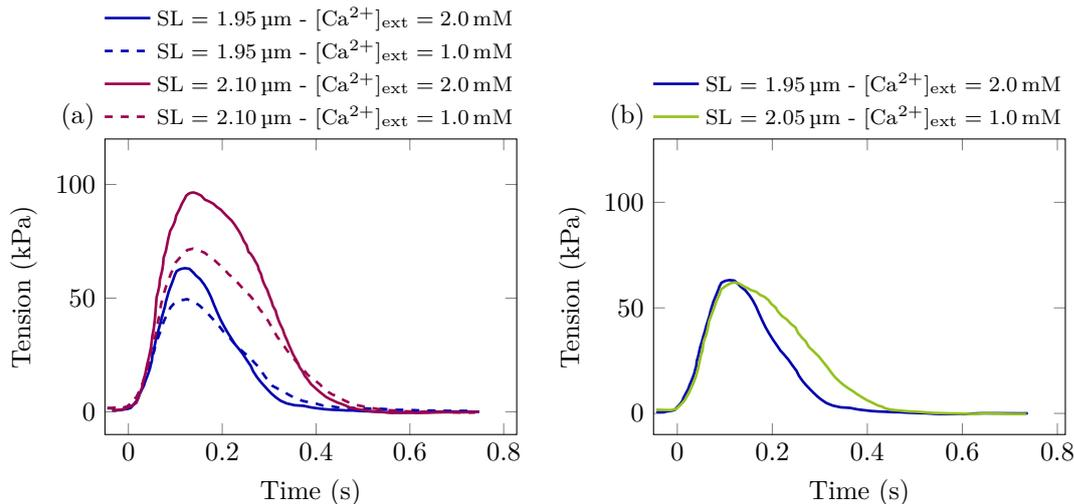 SL = 1.95 µm - [Ca²⁺]ext = 2.0 mM
SL = 1.95 µm - [Ca²⁺]ext = 1.0 mM
SL = 2.10 µm - [Ca²⁺]ext = 2.0 mM
(a) SL = 2.10 µm - [Ca²⁺]ext = 1.0 mM
100
50
0
Tension (kPa)
0 0.2 0.4 0.6 0.8
Time (s)
SL = 1.95 µm - [Ca²⁺]ext = 2.0 mM
(b) SL = 2.05 µm - [Ca²⁺]ext = 1.0 mM
100
50
0
Tension (kPa)
0 0.2 0.4 0.6 0.8
Time (s)